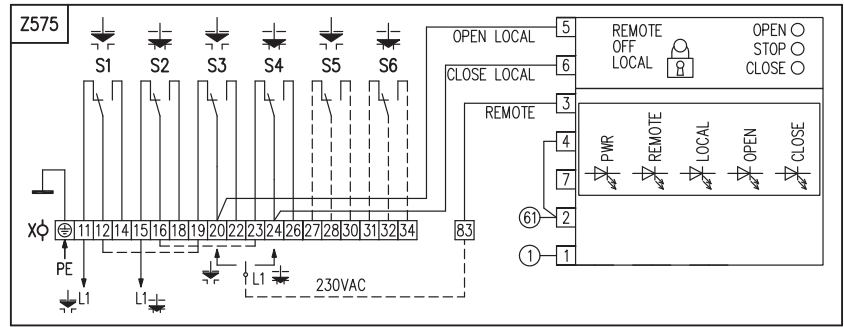 Z575
S1 S2 S3 S4 S5 S6
OPEN LOCAL
CLOSE LOCAL
REMOTE
5
6
3
4
7
2
1
REMOTE
OFF
LOCAL
OPEN
STOP
CLOSE
PWR
REMOTE
LOCAL
OPEN
CLOSE
61
1
X
11 12 14 15 16 18 19 20 22 23 24 26 27 28 30 31 32 34
83
PE
L1
L1
L1
230VAC